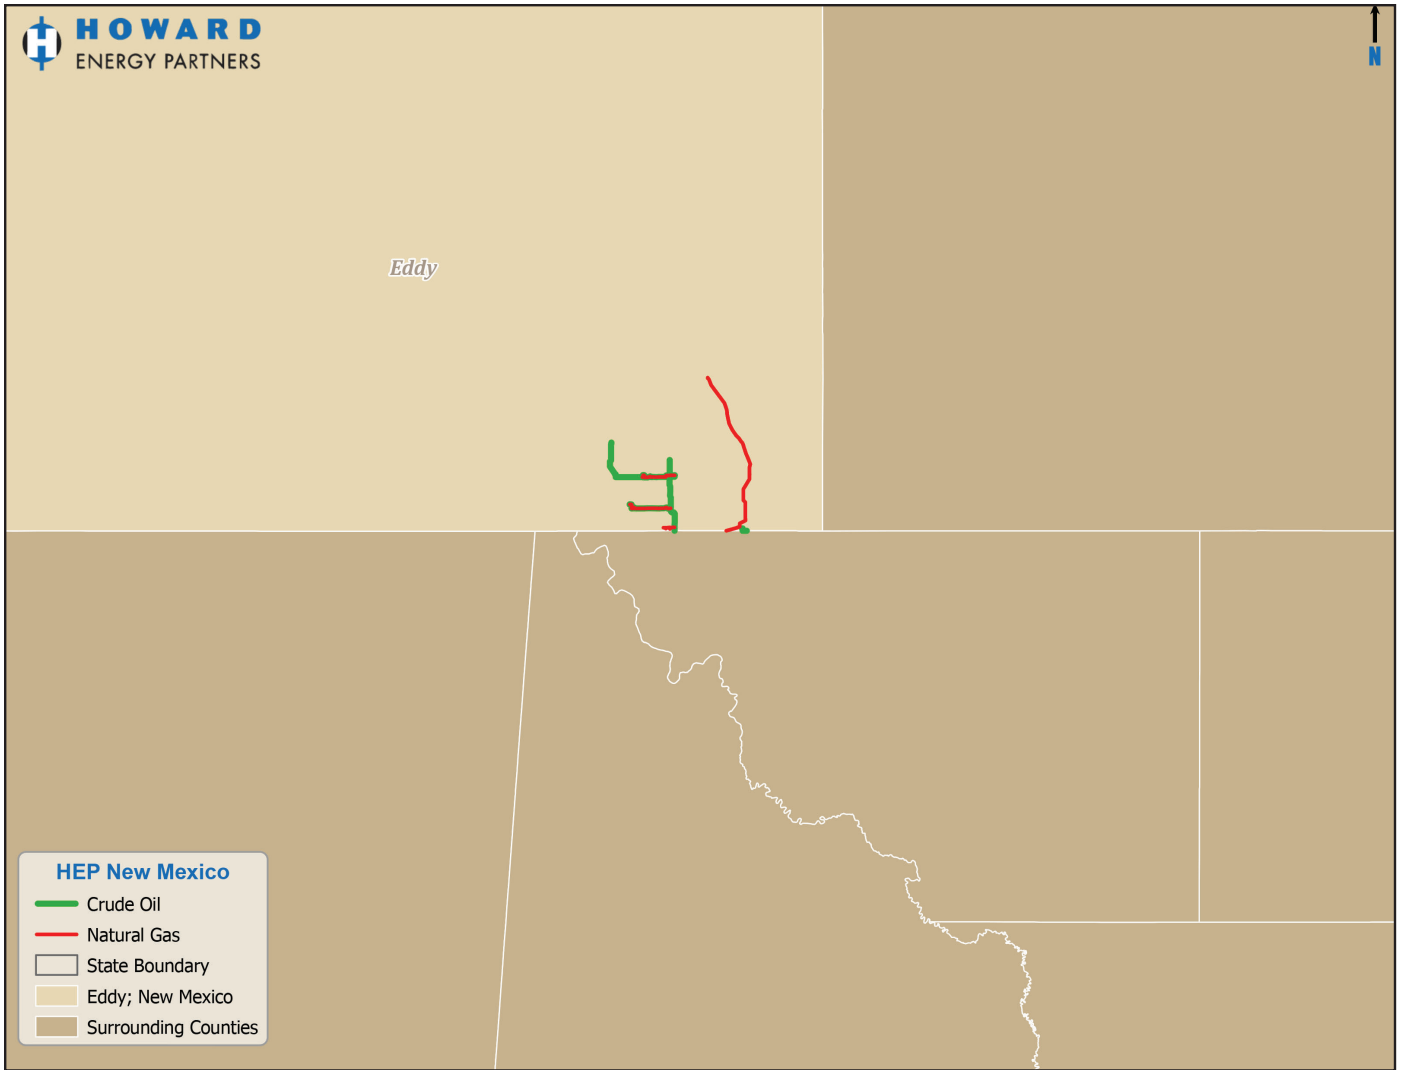 HOWARD
ENERGY PARTNERS
N
Eddy
HEP New Mexico
Crude Oil
Natural Gas
State Boundary
Eddy; New Mexico
Surrounding Counties